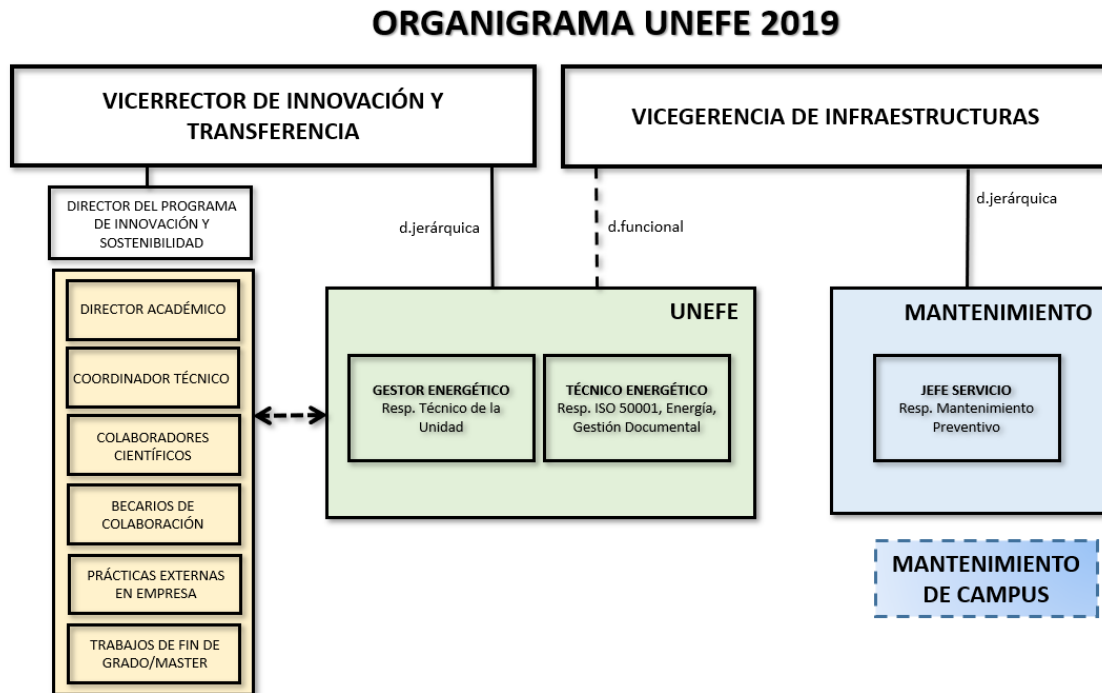 ORGANIGRAMA UNEFE 2019
VICERRECTOR DE INNOVACIÓN Y
TRANSFERENCIA
VICEGERENCIA DE INFRAESTRUCTURAS
DIRECTOR DEL PROGRAMA
DE INNOVACIÓN Y
SOSTENIBILIDAD
d.jerárquica
d.funcional
d.jerárquica
DIRECTOR ACADÉMICO
COORDINADOR TÉCNICO
COLABORADORES
CIENTÍFICOS
BECARIOS DE
COLABORACIÓN
PRÁCTICAS EXTERNAS
EN EMPRESA
TRABAJOS DE FIN DE
GRADO/MASTER
UNEFE
GESTOR ENERGÉTICO
Resp. Técnico de la
Unidad
TÉCNICO ENERGÉTICO
Resp. ISO 50001, Energía,
Gestión Documental
MANTENIMIENTO
JEFE SERVICIO
Resp. Mantenimiento
Preventivo
MANTENIMIENTO
DE CAMPUS